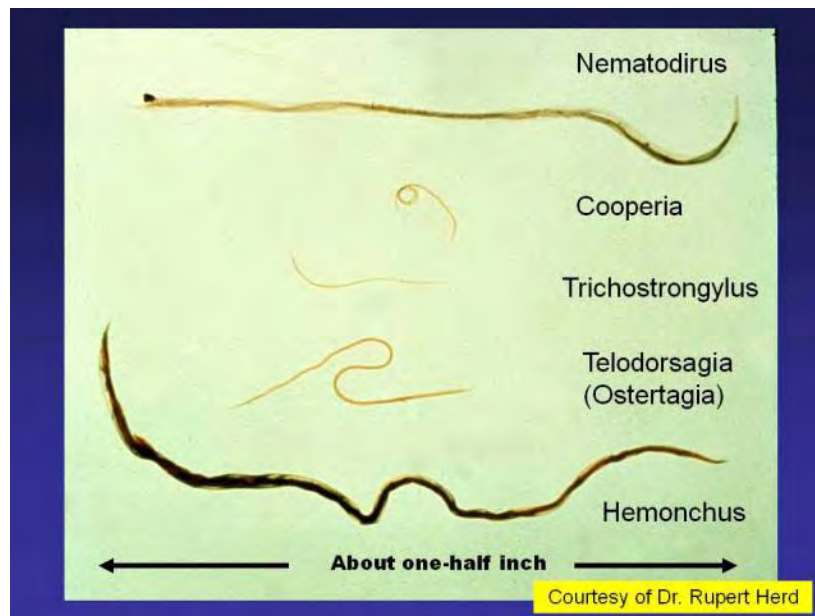 Nematodirus
Cooperia
Trichostrongylus
Telodorsagia
(Ostertagia)
Hemonchus
About one-half inch
Courtesy of Dr. Rupert Herd